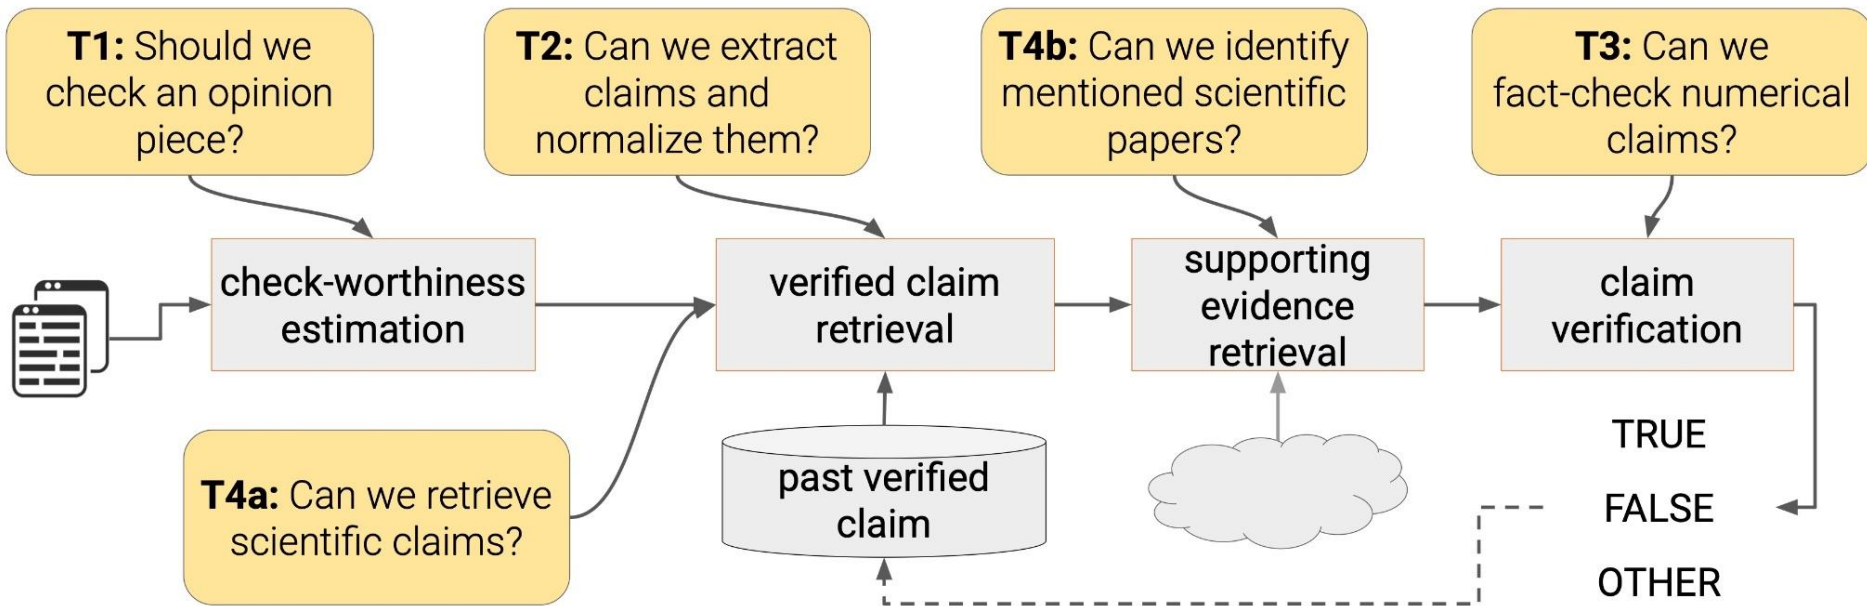 T1: Should we
check an opinion
piece?
T2: Can we extract
claims and
normalize them?
T4b: Can we identify
mentioned scientific
papers?
T3: Can we
fact-check numerical
claims?
check-worthiness
estimation
verified claim
retrieval
supporting
evidence
retrieval
claim
verification
T4a: Can we retrieve
scientific claims?
past verified
claim
TRUE
FALSE
OTHER